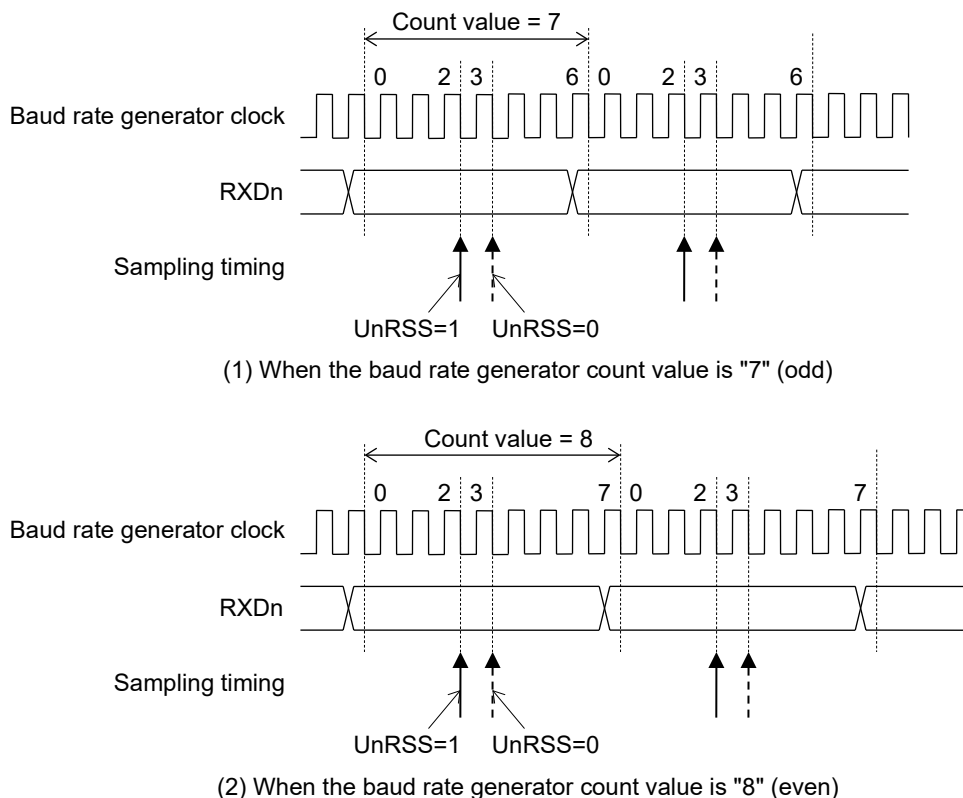 Count value = 7
0 2 3 6 0 2 3 6
Baud rate generator clock
RXDn
Sampling timing
UnRSS=1 UnRSS=0
(1) When the baud rate generator count value is "7" (odd)
Count value = 8
0 2 3 7 0 2 3 7
Baud rate generator clock
RXDn
Sampling timing
UnRSS=1 UnRSS=0
(2) When the baud rate generator count value is "8" (even)